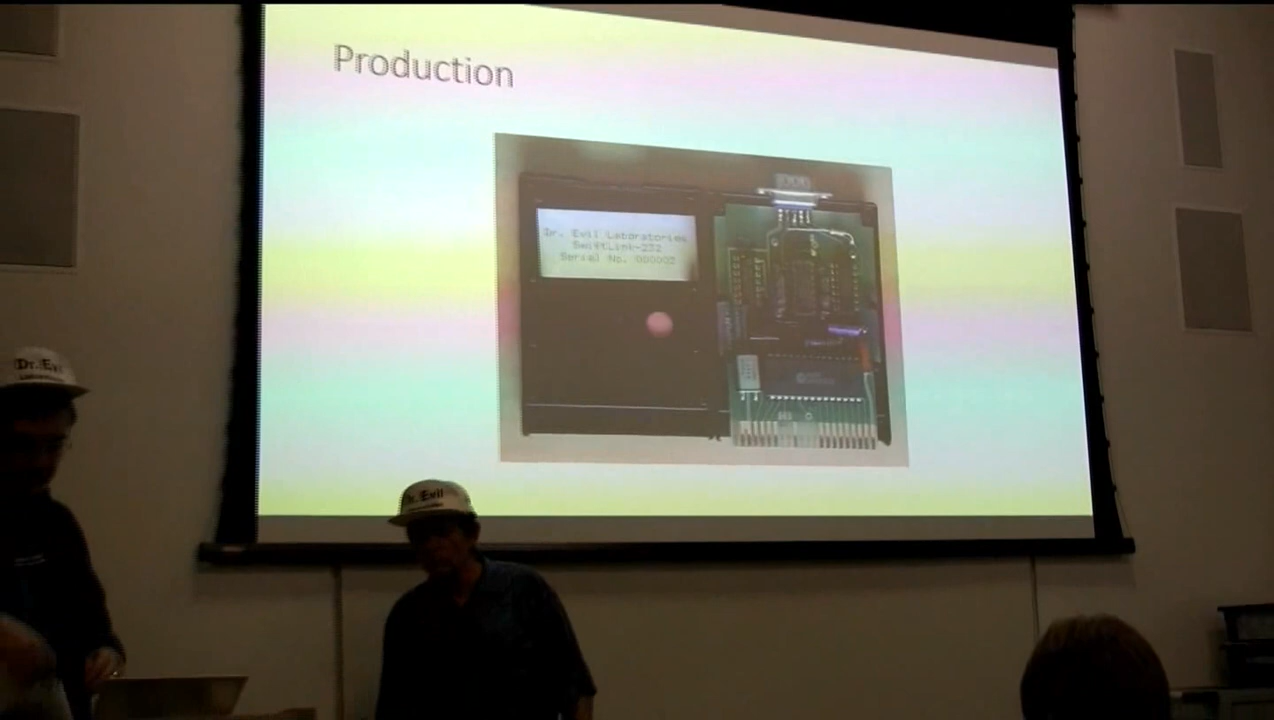 Production
Dr. Evil Laboratories
SwiftLink-232
Serial No. 000002
Dr. Evil
Dr. Evil